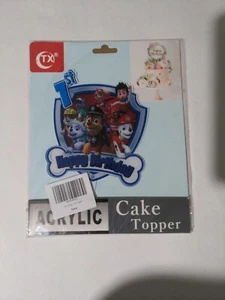 TX
1ST
Happy Birthday
ACRYLIC
Cake
Topper